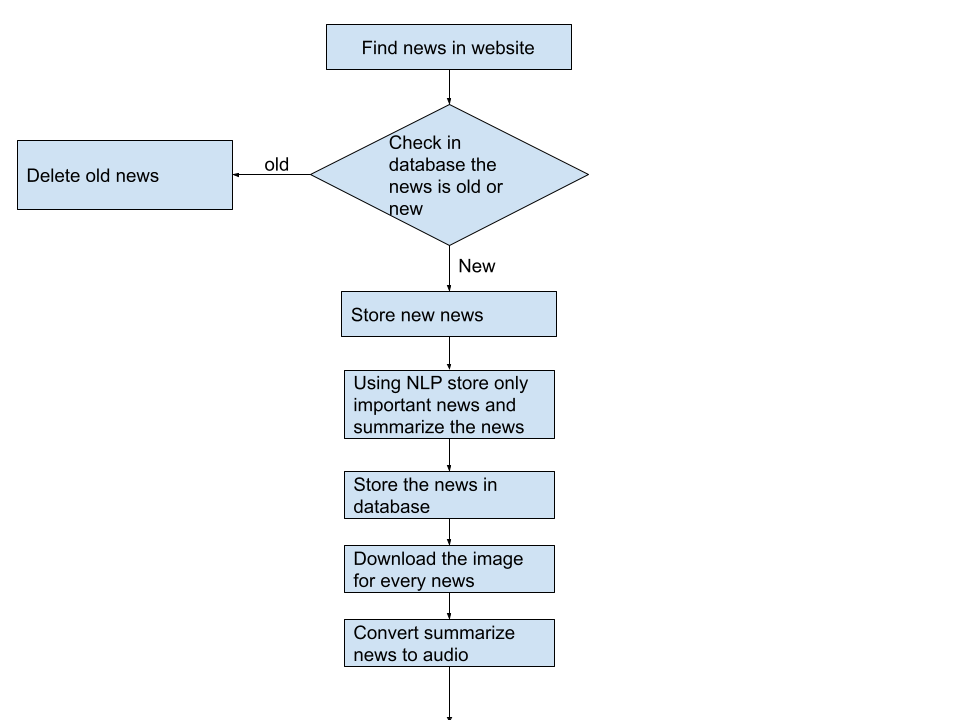 Find news in website
Check in
database the
news is old or
new
old
Delete old news
New
Store new news
Using NLP store only
important news and
summarize the news
Store the news in
database
Download the image
for every news
Convert summarize
news to audio